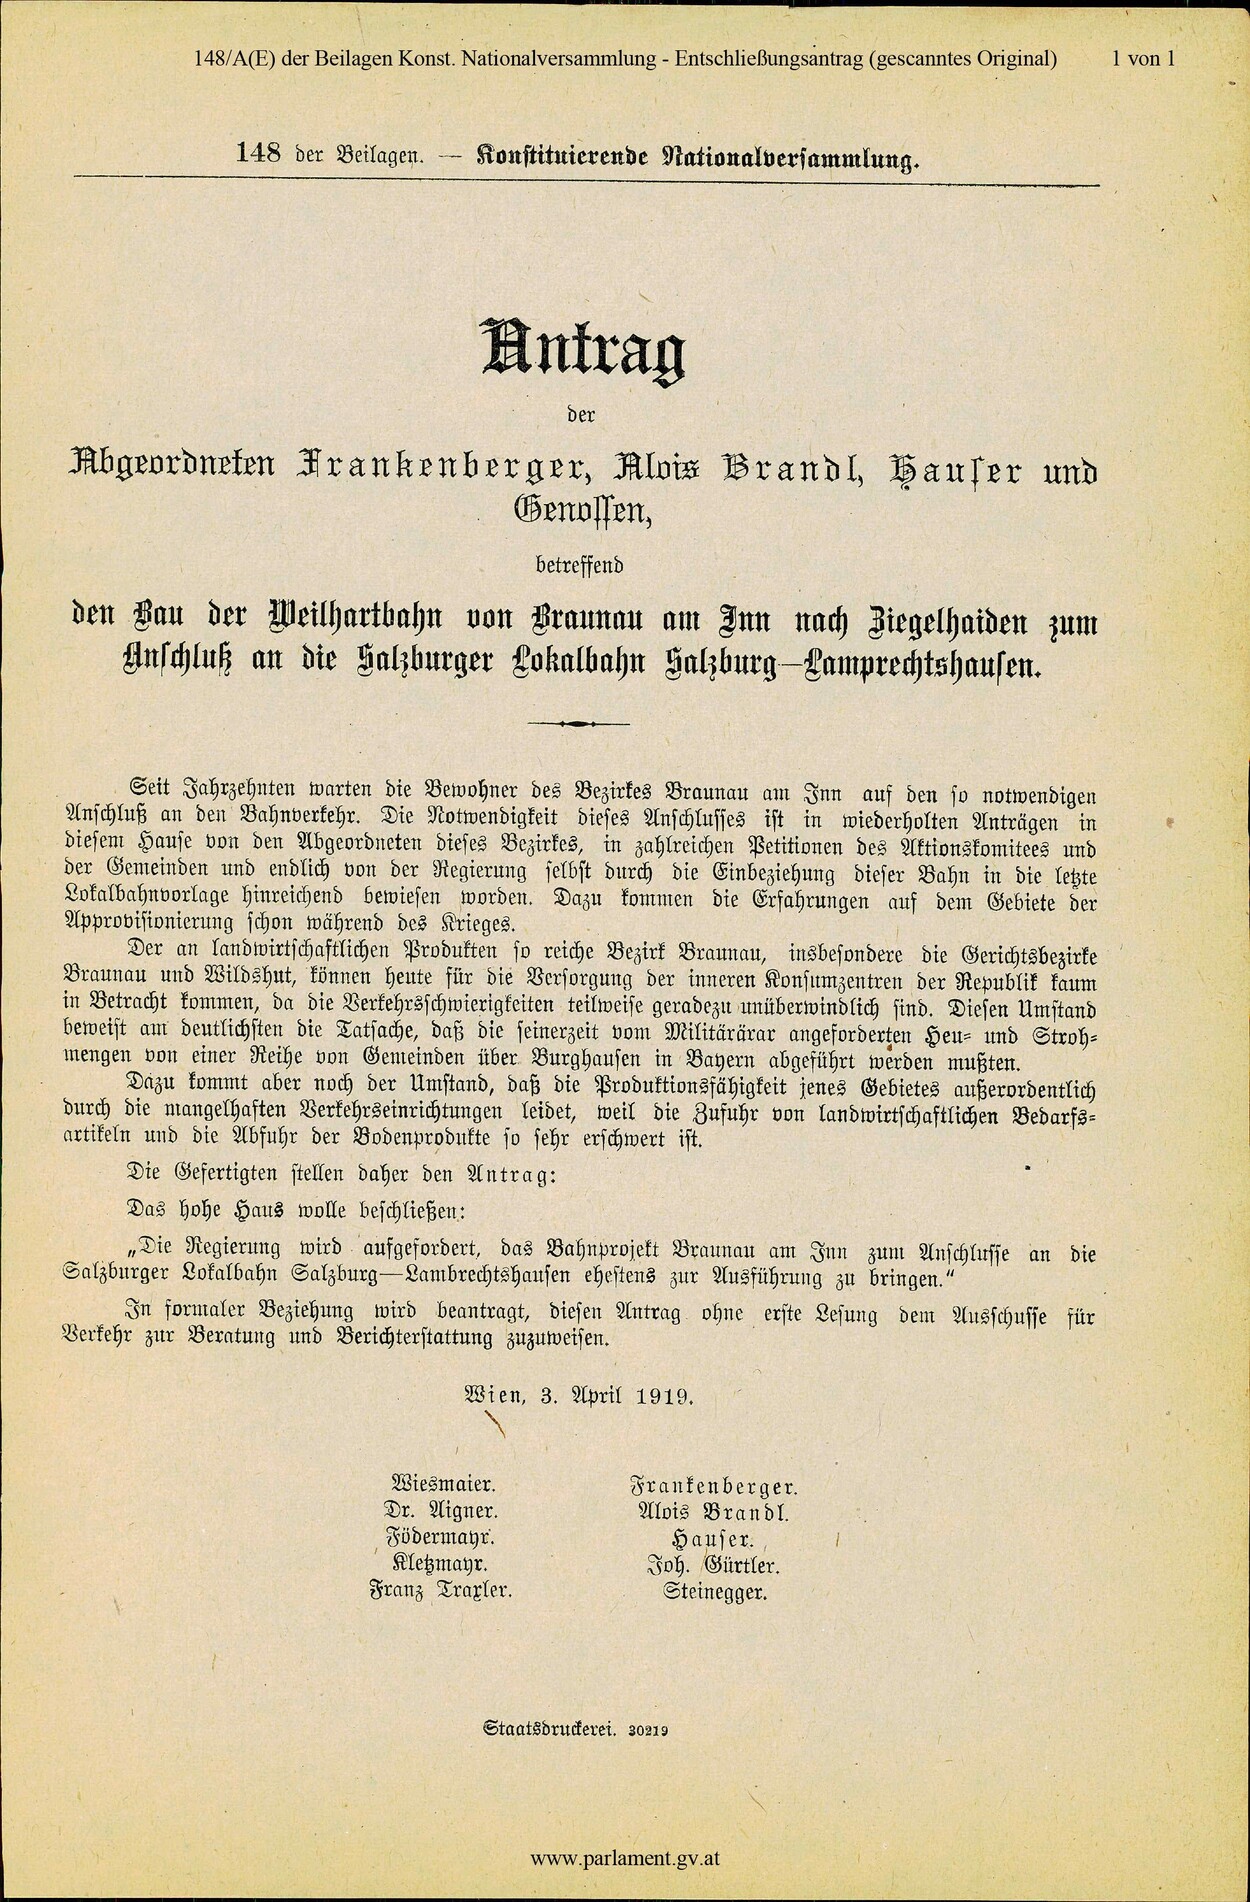 148/A(E) der Beilagen Konst. Nationalversammlung - Entschließungsantrag (gescanntes Original) 1 von 1
148 der Beilagen. — Konstituierende Nationalversammlung.
Antrag
der
Abgeordneten Frankenberger, Alois Brandl, Hauser und
Genossen,
betreffend
den Bau der Weilhartbahn von Braunau am Inn nach Ziegelhaiden zum
Anschluß an die Salzburger Lokalbahn Salzburg—Lamprechtshausen.
Seit Jahrzehnten warten die Bewohner des Bezirkes Braunau am Inn auf den so notwendigen
Anschluß an den Bahnverkehr. Die Notwendigkeit dieses Anschlusses ist in wiederholten Anträgen in
diesem Hause von den Abgeordneten dieses Bezirkes, in zahlreichen Petitionen des Aktionskomitees und
der Gemeinden und endlich von der Regierung selbst durch die Einbeziehung dieser Bahn in die letzte
Lokalbahnvorlage hinreichend bewiesen worden. Dazu kommen die Erfahrungen auf dem Gebiete der
Approvisionierung schon während des Krieges.
Der an landwirtschaftlichen Produkten so reiche Bezirk Braunau, insbesondere die Gerichtsbezirke
Braunau und Wildshut, können heute für die Versorgung der inneren Konsumzentren der Republik kaum
in Betracht kommen, da die Verkehrsschwierigkeiten teilweise geradezu unüberwindlich sind. Diesen Umstand
beweist am deutlichsten die Tatsache, daß die seinerzeit vom Militärärar angeforderten Heu- und Stroh-
mengen von einer Reihe von Gemeinden über Burghausen in Bayern abgeführt werden mußten.
Dazu kommt aber noch der Umstand, daß die Produktionsfähigkeit jenes Gebietes außerordentlich
durch die mangelhaften Verkehrseinrichtungen leidet, weil die Zufuhr von landwirtschaftlichen Bedarfs-
artikeln und die Abfuhr der Bodenprodukte so sehr erschwert ist.
Die Gefertigten stellen daher den Antrag:
Das hohe Haus wolle beschließen:
„Die Regierung wird aufgefordert, das Bahnprojekt Braunau am Inn zum Anschlusse an die
Salzburger Lokalbahn Salzburg—Lambrechtshausen ehestens zur Ausführung zu bringen.“
In formaler Beziehung wird beantragt, diesen Antrag ohne erste Lesung dem Ausschusse für
Verkehr zur Beratung und Berichterstattung zuzuweisen.
Wien, 3. April 1919.
Wiesmaier. Frankenberger.
Dr. Aigner. Alois Brandl.
Födermayr. Hauser.
Kletzmayr. Joh. Gürtler.
Franz Traxler. Steinegger.
Staatsdruckerei. 30219
www.parlament.gv.at